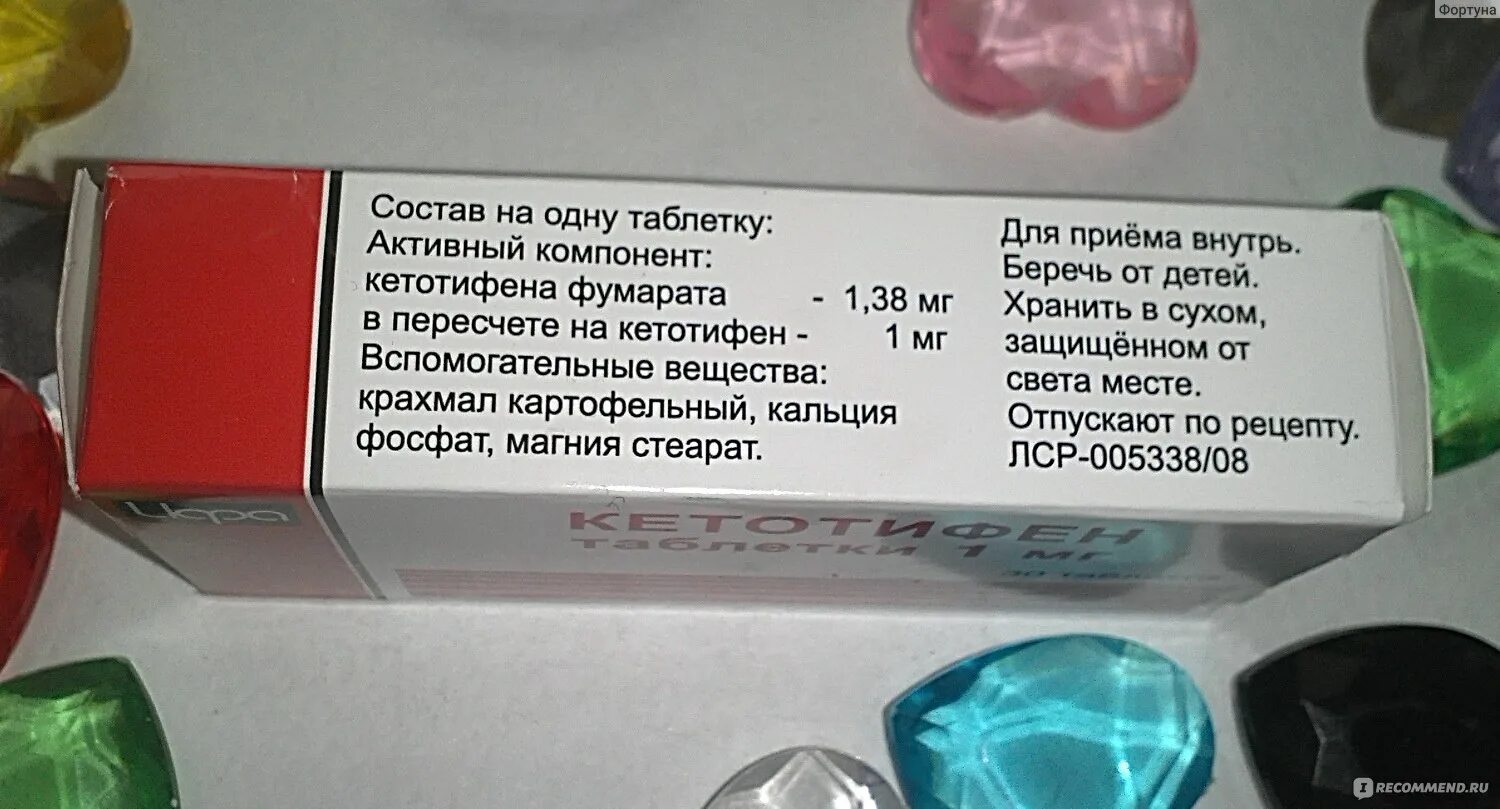 Фортуна
Состав на одну таблетку:
Активный компонент:
кетотифена фумарата - 1,38 мг
в пересчете на кетотифен - 1 мг
Вспомогательные вещества:
крахмал картофельный, кальция
фосфат, магния стеарат.
Для приёма внутрь.
Беречь от детей.
Хранить в сухом,
защищённом от
света месте.
Отпускают по рецепту.
ЛСР-005338/08
КЕТОТИФЕН
таблетки 1 мг
IRECOMMEND.RU